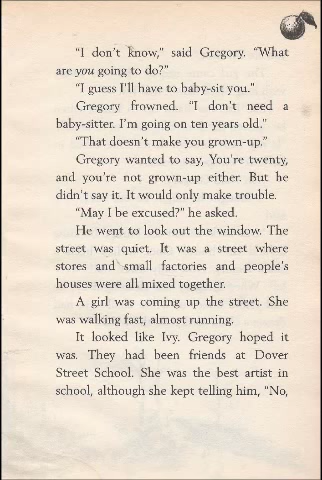 "I don't know," said Gregory. "What
are you going to do?"
"I guess I'll have to baby-sit you."
Gregory frowned. "I don't need a
baby-sitter. I'm going on ten years old."
"That doesn't make you grown-up."
Gregory wanted to say, You're twenty,
and you're not grown-up either. But he
didn't say it. It would only make trouble.
"May I be excused?" he asked.
He went to look out the window. The
street was quiet. It was a street where
stores and small factories and people's
houses were all mixed together.
A girl was coming up the street. She
was walking fast, almost running.
It looked like Ivy. Gregory hoped it
was. They had been friends at Dover
Street School. She was the best artist in
school, although she kept telling him, "No,